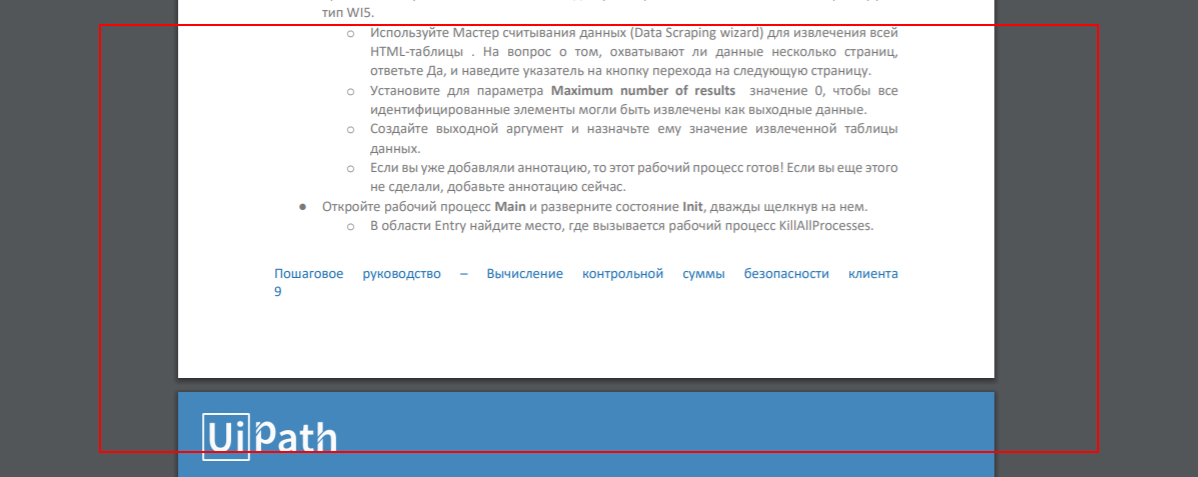 тип WI5.
○ Используйте Мастер считывания данных (Data Scraping wizard) для извлечения всей
HTML-таблицы . На вопрос о том, охватывают ли данные несколько страниц,
ответьте Да, и наведите указатель на кнопку перехода на следующую страницу.
○ Установите для параметра Maximum number of results значение 0, чтобы все
идентифицированные элементы могли быть извлечены как выходные данные.
○ Создайте выходной аргумент и назначьте ему значение извлеченной таблицы
данных.
○ Если вы уже добавляли аннотацию, то этот рабочий процесс готов! Если вы еще этого
не сделали, добавьте аннотацию сейчас.
● Откройте рабочий процесс Main и разверните состояние Init, дважды щелкнув на нем.
○ В области Entry найдите место, где вызывается рабочий процесс KillAllProcesses.
Пошаговое руководство – Вычисление контрольной суммы безопасности клиента
9
UiPath